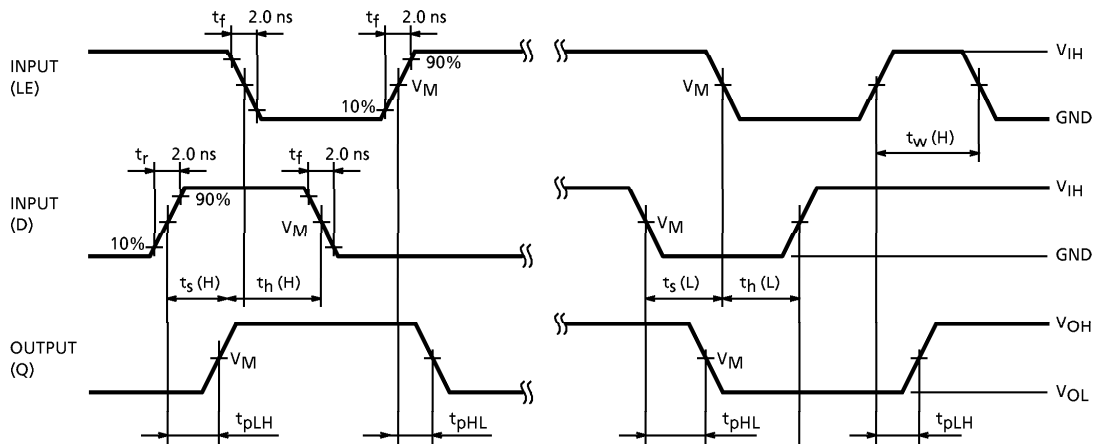 tf 2.0 ns tf 2.0 ns
INPUT (LE) 10% VM 90% VM VIH
GND
tw (H)
tr 2.0 ns tf 2.0 ns
INPUT (D) 10% 90% VM VM VIH
GND
ts (H) th (H) ts (L) th (L)
OUTPUT (Q) VM VM VOH
VOL
tpLH tpHL tpHL tpLH